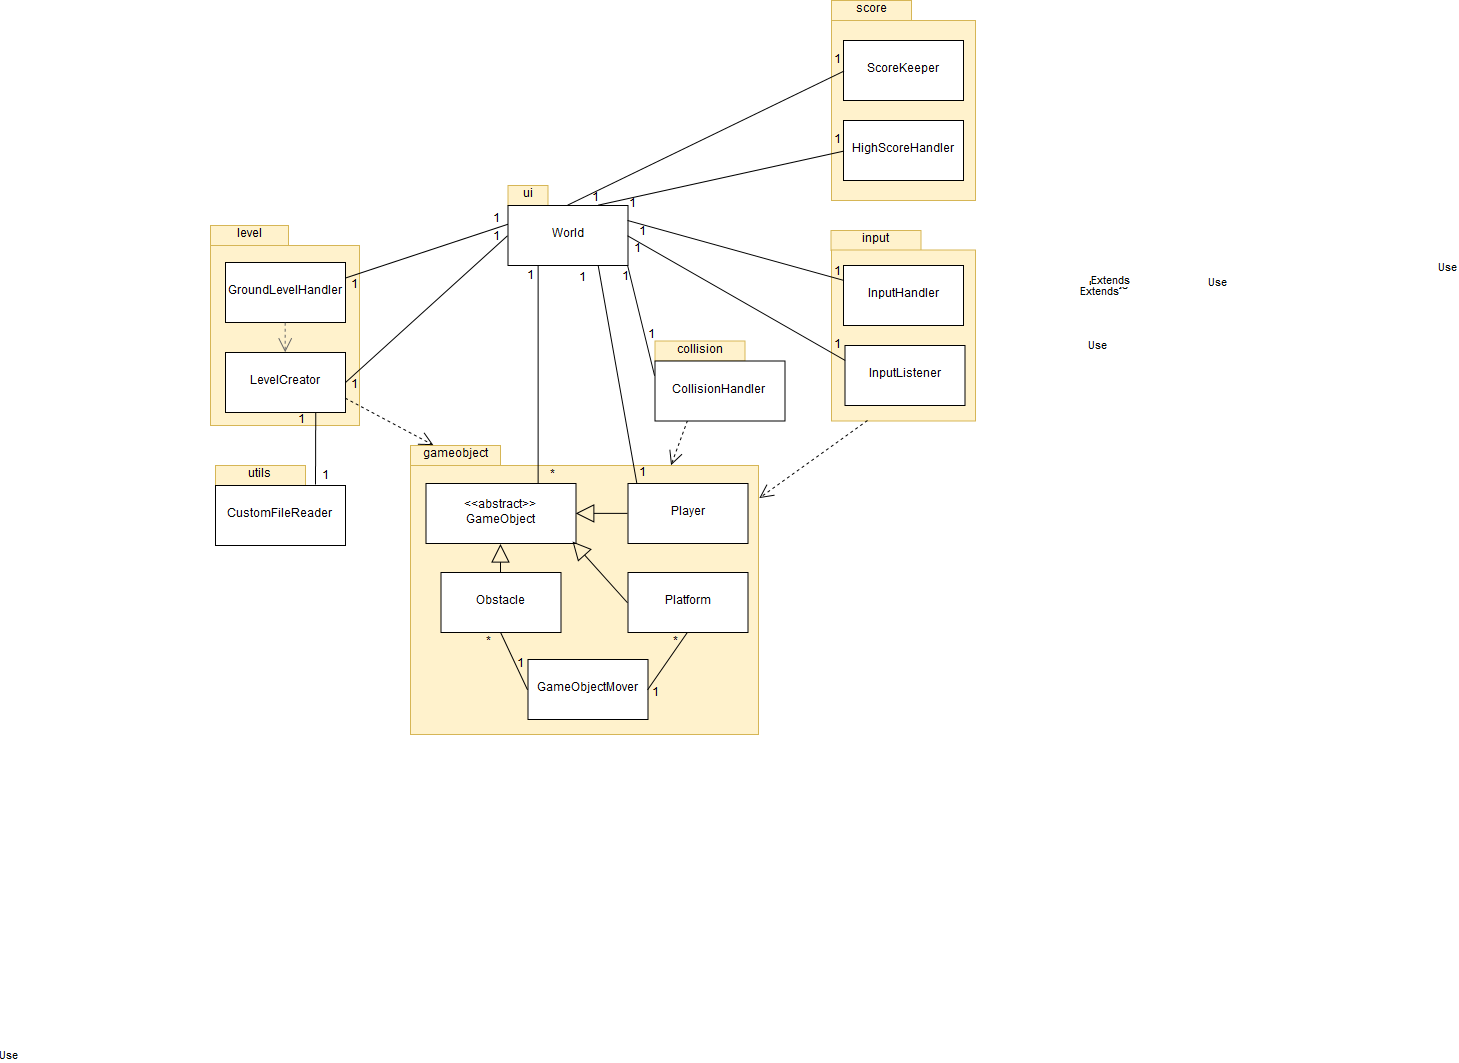 score
1
ScoreKeeper
1
HighScoreHandler
ui
1
1
World
1
1
1
1
1
1
1
level
GroundLevelHandler
1
LevelCreator
1
1
input
1
InputHandler
1
InputListener
1
collision
CollisionHandler
Extends
Extends
Use
Use
Use
utils
1
CustomFileReader
gameobject
*
1
<<abstract>>
GameObject
Player
Obstacle
Platform
*
*
1
GameObjectMover
1
Use